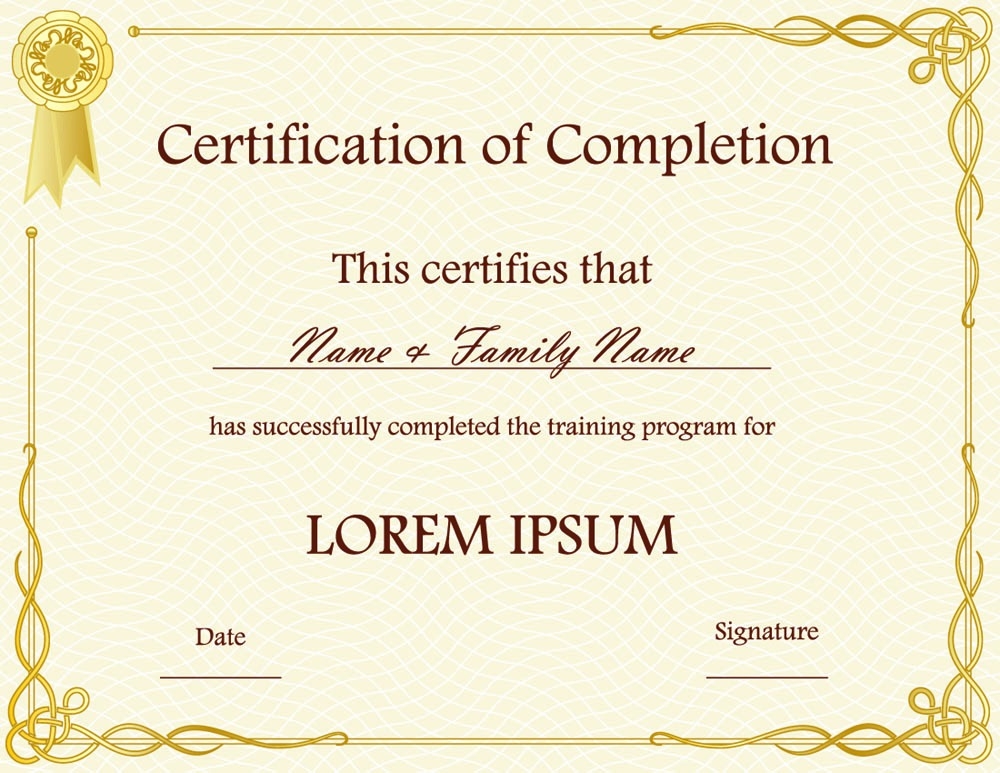 Certification of Completion
This certifies that
Name & Family Name
has successfully completed the training program for
LOREM IPSUM
Date
Signature